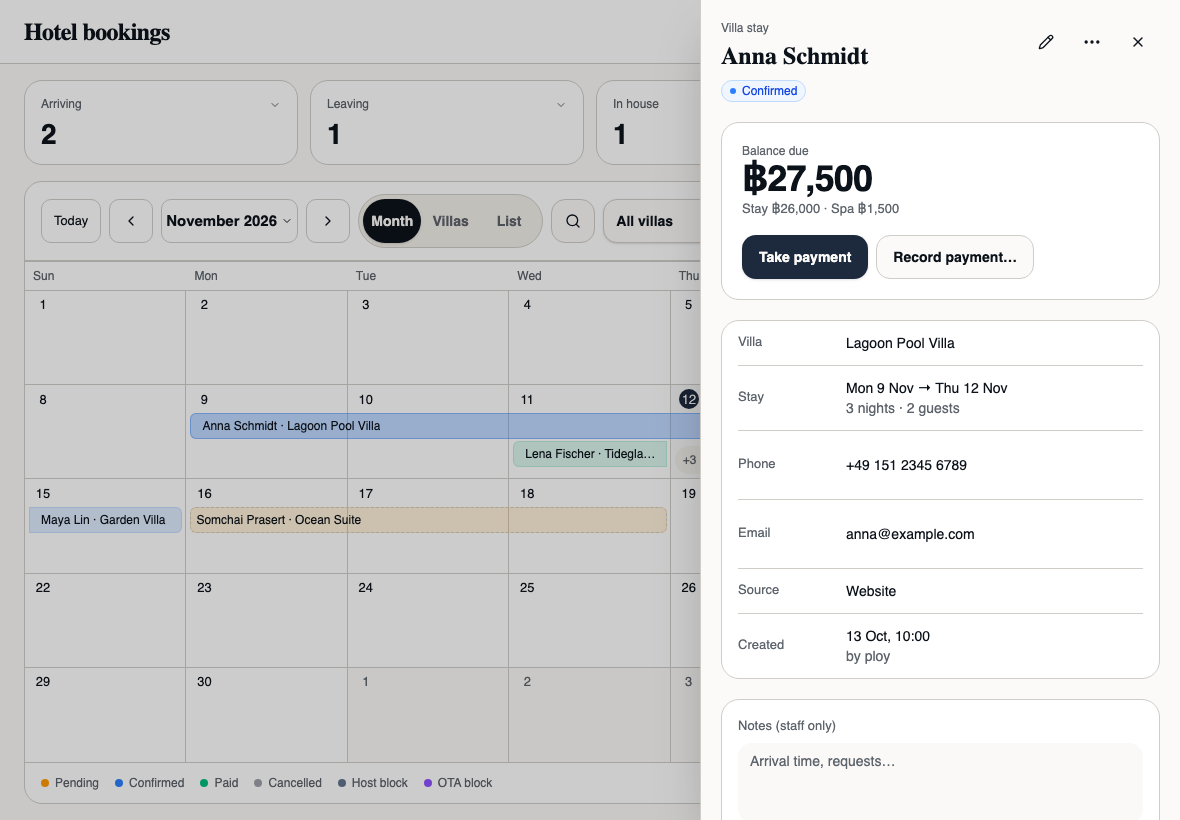 Hotel bookings
Arriving
2
Leaving
1
In house
1
Today
November 2026
Month
Villas
List
All villas
Sun Mon Tue Wed Thu
1 2 3 4 5
8 9 10 11 12
Anna Schmidt · Lagoon Pool Villa
Lena Fischer · Tidegla…
+3
15 16 17 18 19
Maya Lin · Garden Villa
Somchai Prasert · Ocean Suite
22 23 24 25 26
29 30 1 2 3
Pending Confirmed Paid Cancelled Host block OTA block
Villa stay
Anna Schmidt
Confirmed
Balance due
฿27,500
Stay ฿26,000 · Spa ฿1,500
Take payment
Record payment…
Villa Lagoon Pool Villa
Stay Mon 9 Nov → Thu 12 Nov
3 nights · 2 guests
Phone +49 151 2345 6789
Email anna@example.com
Source Website
Created 13 Oct, 10:00
by ploy
Notes (staff only)
Arrival time, requests…